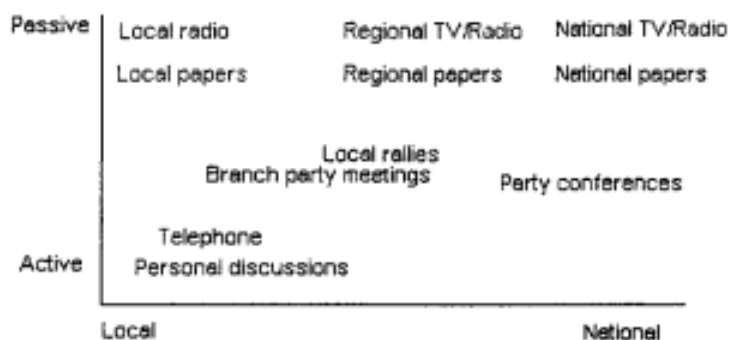 Passive Local radio Regional TV/Radio National TV/Radio
Local papers Regional papers National papers
Local rallies
Branch party meetings Party conferences
Telephone
Active Personal discussions
Local National